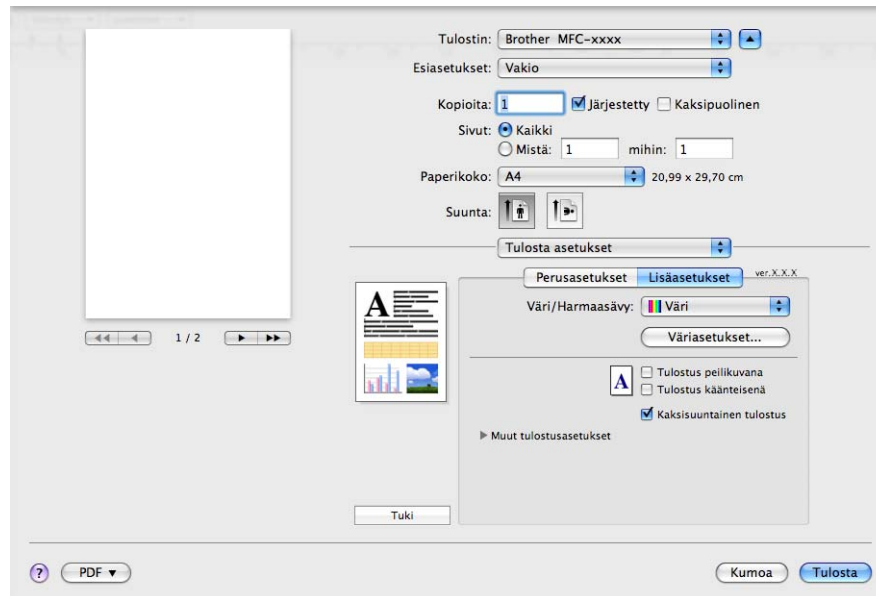 Tulostin: Brother MFC-xxxx
Esiasetukset: Vakio
Kopioita: 1 Järjestetty Kaksipuolinen
Sivut: Kaikki
Mistä: 1 mihin: 1
Paperikoko: A4 20,99 x 29,70 cm
Suunta:
Tulosta asetukset
Perusasetukset Lisäasetukset ver.X.X.X
Väri/Harmaasävy: Väri
Väriasetukset...
A
A
Tulostus peilikuvana
Tulostus käänteisenä
Kaksisuuntainen tulostus
Muut tulostusasetukset
1 / 2
Tuki
? PDF Kumoa Tulosta